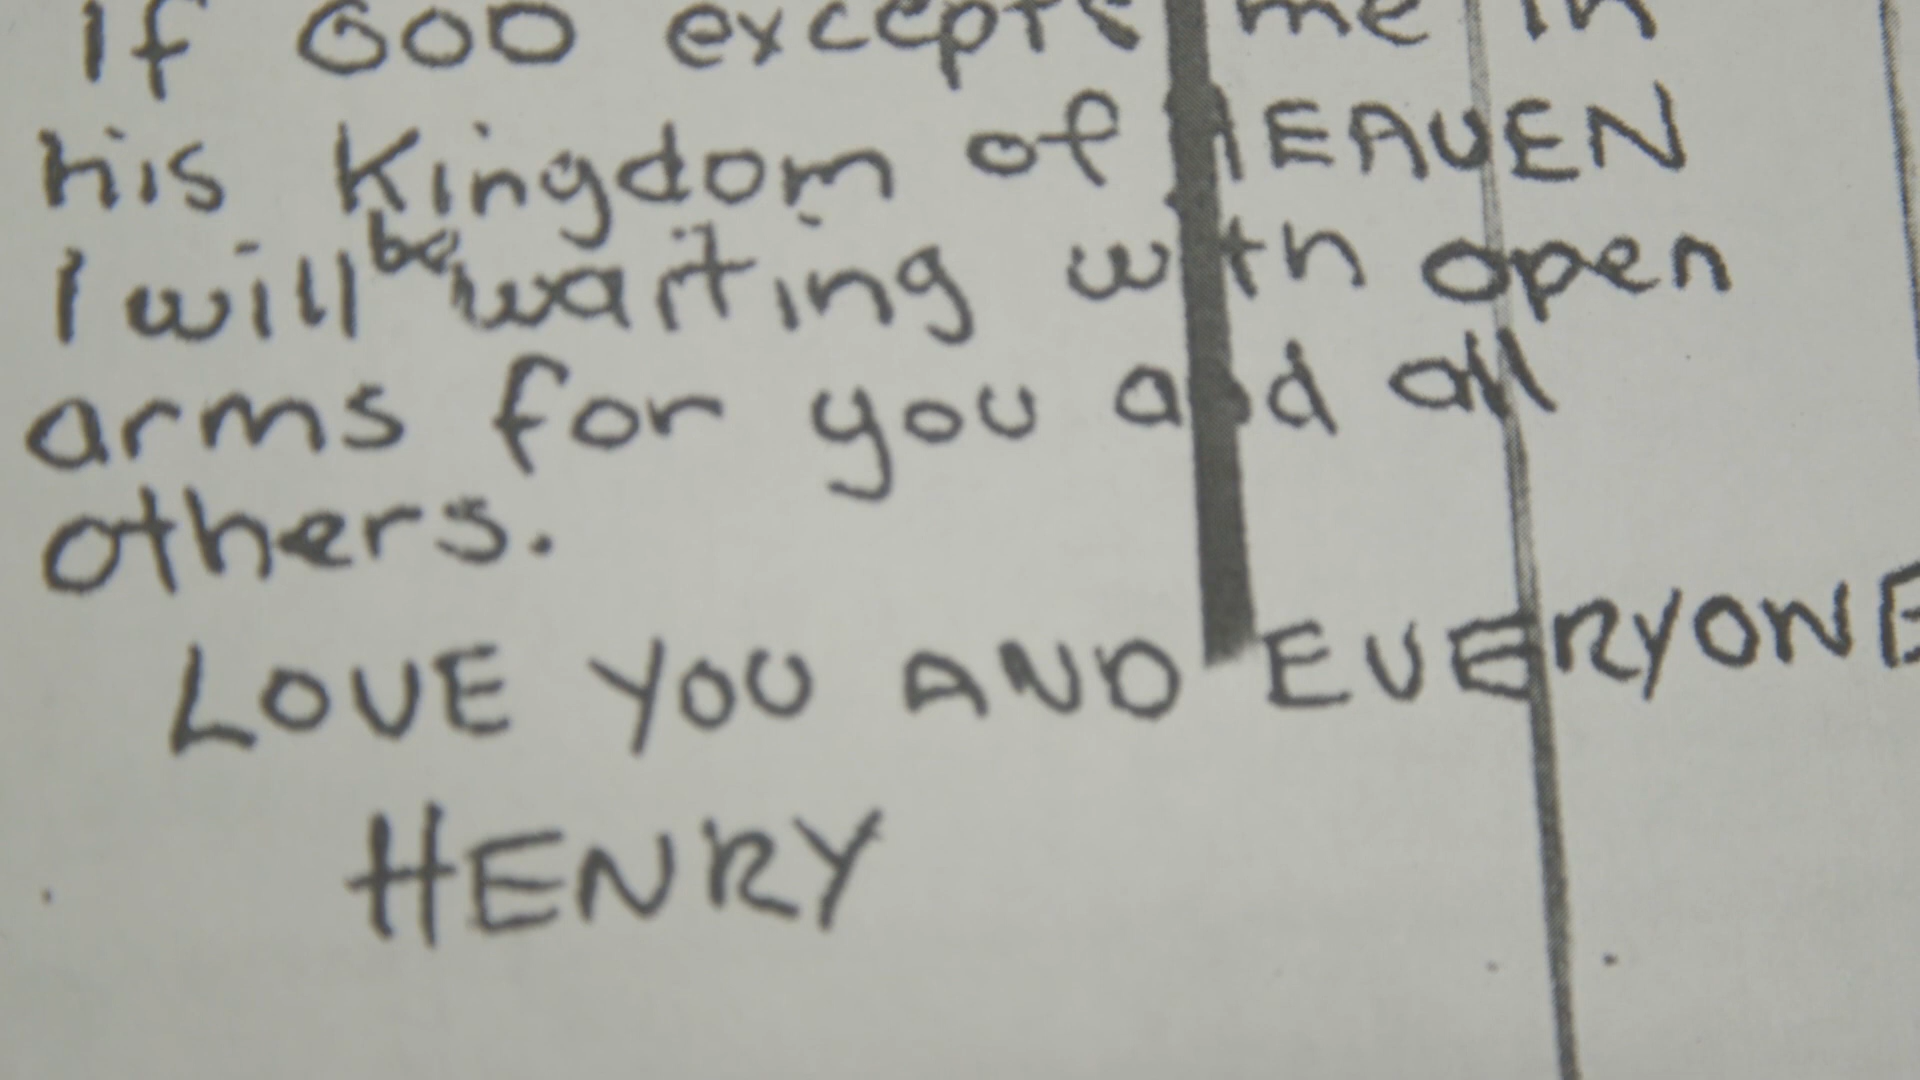 If GOD excepts me in
his Kingdom of HEAVEN
I will be waiting with open
arms for you and all
others.
LOVE YOU AND EVERYONE
HENRY